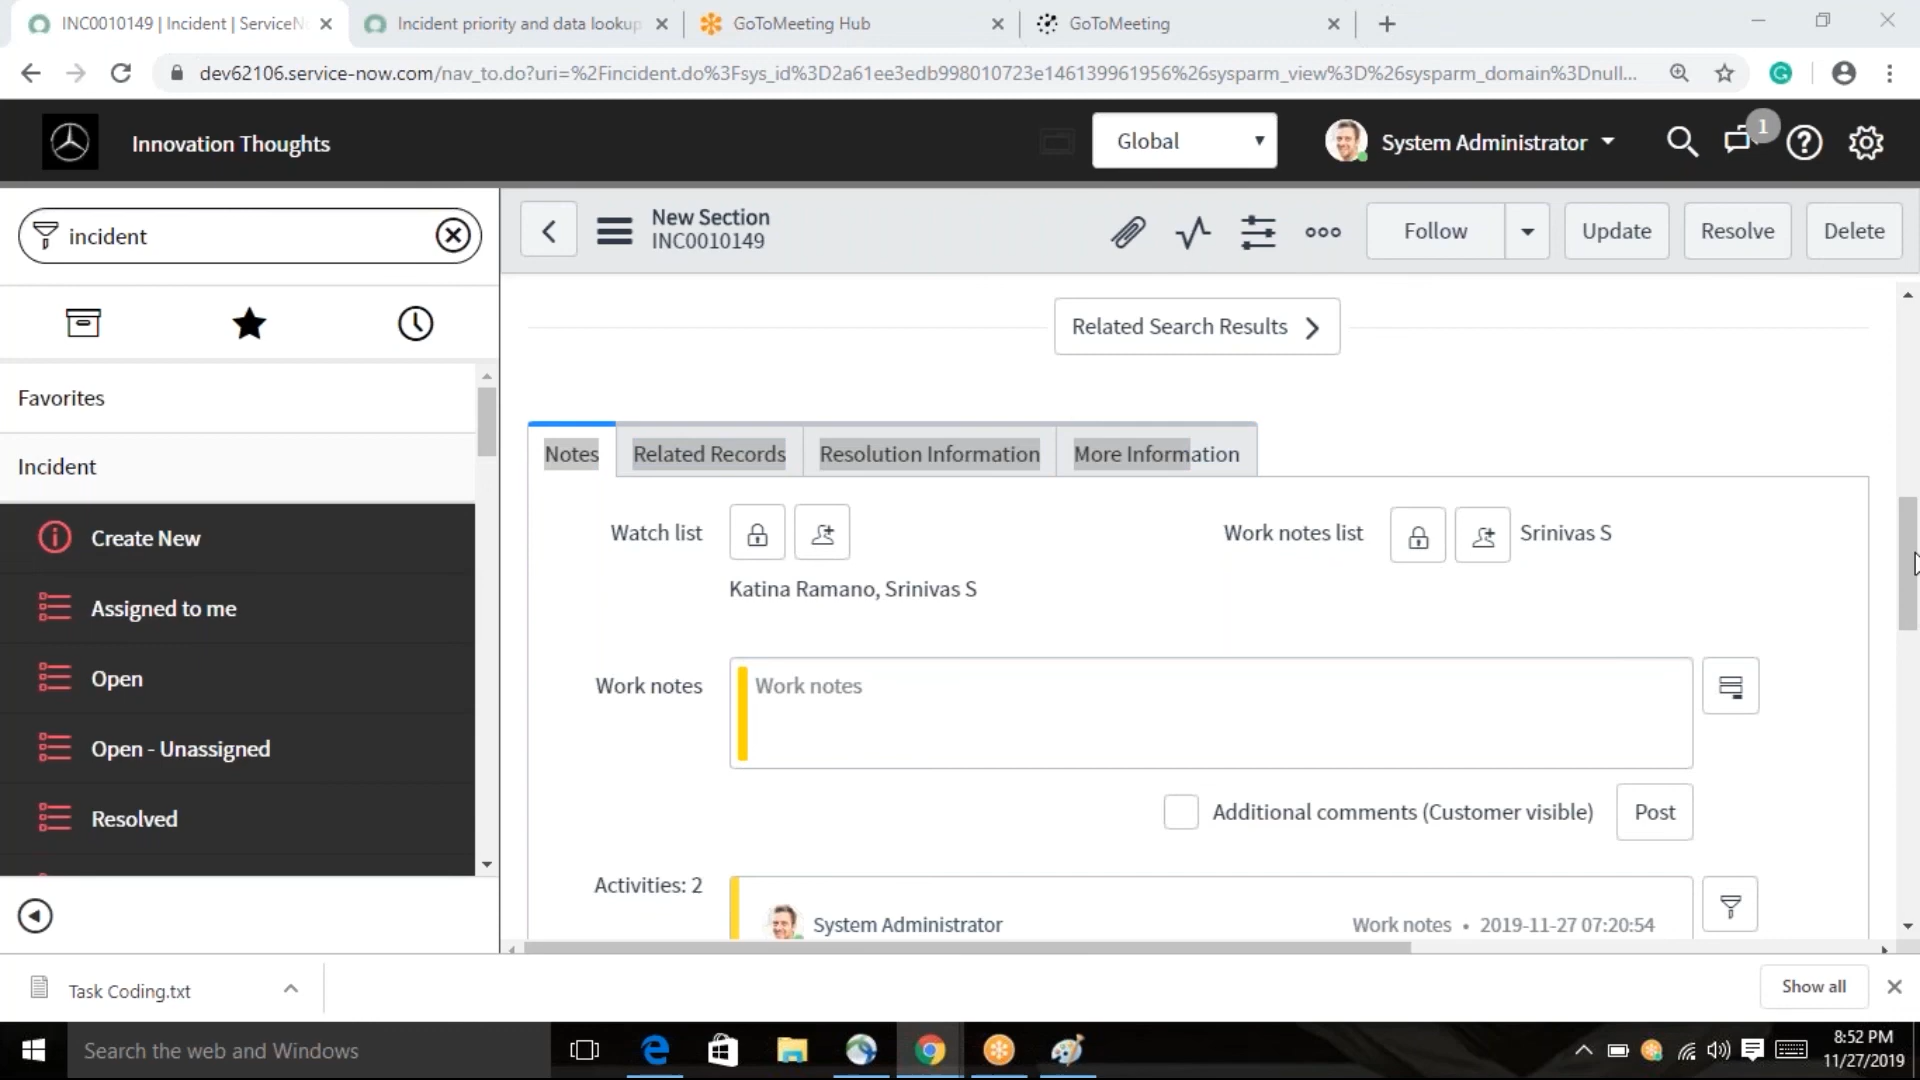 INC0010149 | Incident | ServiceN
Incident priority and data lookup
GoToMeeting Hub
GoToMeeting
dev62106.service-now.com/nav_to.do?uri=%2Fincident.do%3Fsys_id%3D2a61ee3edb998010723e146139961956%26sysparm_view%3D%26sysparm_domain%3Dnull...
Innovation Thoughts
Global
System Administrator
1
incident
New Section
INC0010149
Follow
Update
Resolve
Delete
Favorites
Incident
Create New
Assigned to me
Open
Open - Unassigned
Resolved
Related Search Results
Notes
Related Records
Resolution Information
More Information
Watch list
Katina Ramano, Srinivas S
Work notes list
Srinivas S
Work notes
Work notes
Additional comments (Customer visible)
Post
Activities: 2
System Administrator
Work notes • 2019-11-27 07:20:54
Task Coding.txt
Show all
Search the web and Windows
8:52 PM
11/27/2019